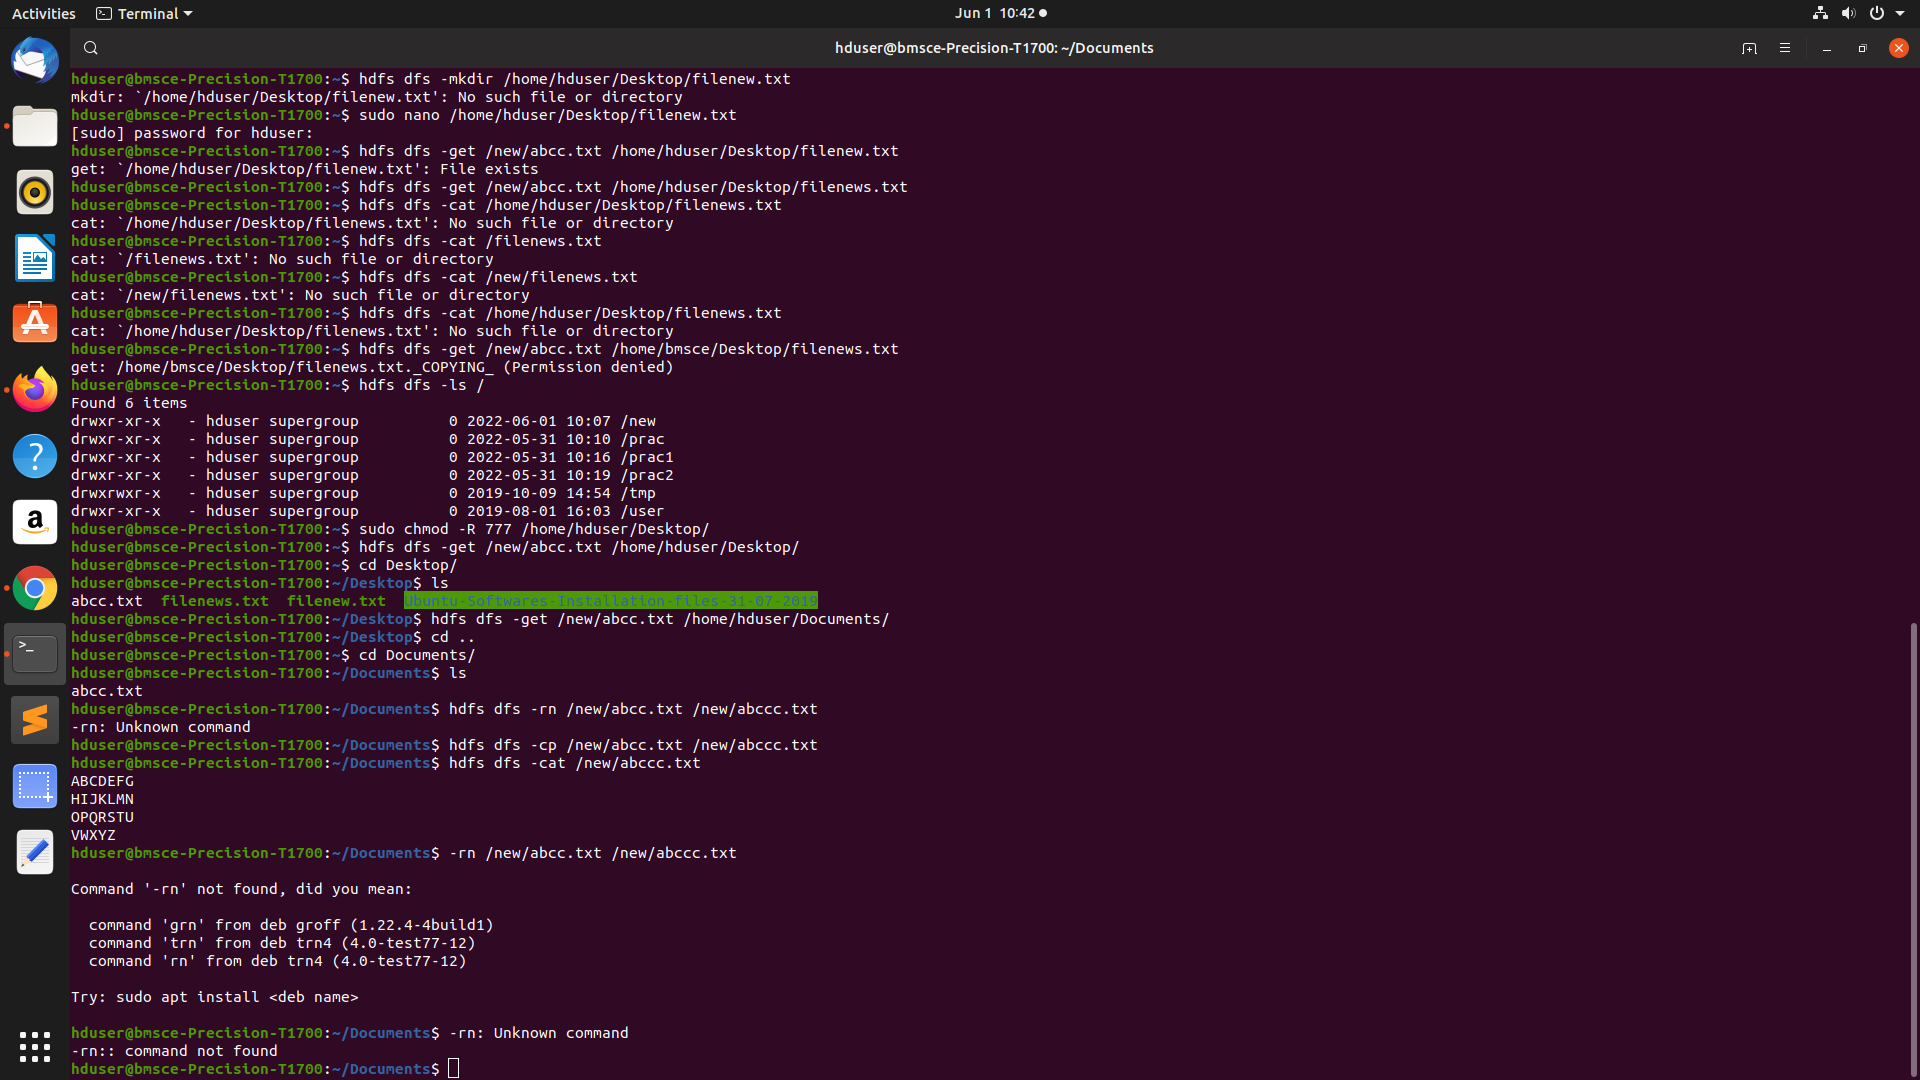 Activities Terminal Jun 1 10:42
hduser@bmsce-Precision-T1700: ~/Documents
hduser@bmsce-Precision-T1700:~$ hdfs dfs -mkdir /home/hduser/Desktop/filenew.txt
mkdir: `/home/hduser/Desktop/filenew.txt': No such file or directory
hduser@bmsce-Precision-T1700:~$ sudo nano /home/hduser/Desktop/filenew.txt
[sudo] password for hduser:
hduser@bmsce-Precision-T1700:~$ hdfs dfs -get /new/abcc.txt /home/hduser/Desktop/filenew.txt
get: `/home/hduser/Desktop/filenew.txt': File exists
hduser@bmsce-Precision-T1700:~$ hdfs dfs -get /new/abcc.txt /home/hduser/Desktop/filenews.txt
hduser@bmsce-Precision-T1700:~$ hdfs dfs -cat /home/hduser/Desktop/filenews.txt
cat: `/home/hduser/Desktop/filenews.txt': No such file or directory
hduser@bmsce-Precision-T1700:~$ hdfs dfs -cat /filenews.txt
cat: `/filenews.txt': No such file or directory
hduser@bmsce-Precision-T1700:~$ hdfs dfs -cat /new/filenews.txt
cat: `/new/filenews.txt': No such file or directory
hduser@bmsce-Precision-T1700:~$ hdfs dfs -cat /home/hduser/Desktop/filenews.txt
cat: `/home/hduser/Desktop/filenews.txt': No such file or directory
hduser@bmsce-Precision-T1700:~$ hdfs dfs -get /new/abcc.txt /home/bmsce/Desktop/filenews.txt
get: /home/bmsce/Desktop/filenews.txt._COPYING_ (Permission denied)
hduser@bmsce-Precision-T1700:~$ hdfs dfs -ls /
Found 6 items
drwxr-xr-x   - hduser supergroup          0 2022-06-01 10:07 /new
drwxr-xr-x   - hduser supergroup          0 2022-05-31 10:10 /prac
drwxr-xr-x   - hduser supergroup          0 2022-05-31 10:16 /prac1
drwxr-xr-x   - hduser supergroup          0 2022-05-31 10:19 /prac2
drwxrwxr-x   - hduser supergroup          0 2019-10-09 14:54 /tmp
drwxr-xr-x   - hduser supergroup          0 2019-08-01 16:03 /user
hduser@bmsce-Precision-T1700:~$ sudo chmod -R 777 /home/hduser/Desktop/
hduser@bmsce-Precision-T1700:~$ hdfs dfs -get /new/abcc.txt /home/hduser/Desktop/
hduser@bmsce-Precision-T1700:~$ cd Desktop/
hduser@bmsce-Precision-T1700:~/Desktop$ ls
abcc.txt  filenews.txt  filenew.txt  Ubuntu-Softwares-Installation-files-31-07-2019
hduser@bmsce-Precision-T1700:~/Desktop$ hdfs dfs -get /new/abcc.txt /home/hduser/Documents/
hduser@bmsce-Precision-T1700:~/Desktop$ cd ..
hduser@bmsce-Precision-T1700:~$ cd Documents/
hduser@bmsce-Precision-T1700:~/Documents$ ls
abcc.txt
hduser@bmsce-Precision-T1700:~/Documents$ hdfs dfs -rn /new/abcc.txt /new/abccc.txt
-rn: Unknown command
hduser@bmsce-Precision-T1700:~/Documents$ hdfs dfs -cp /new/abcc.txt /new/abccc.txt
hduser@bmsce-Precision-T1700:~/Documents$ hdfs dfs -cat /new/abccc.txt
ABCDEFG
HIJKLMN
OPQRSTU
VWXYZ
hduser@bmsce-Precision-T1700:~/Documents$ -rn /new/abcc.txt /new/abccc.txt
Command '-rn' not found, did you mean:
command 'grn' from deb groff (1.22.4-4build1)
command 'trn' from deb trn4 (4.0-test77-12)
command 'rn' from deb trn4 (4.0-test77-12)
Try: sudo apt install <deb name>
hduser@bmsce-Precision-T1700:~/Documents$ -rn: Unknown command
-rn:: command not found
hduser@bmsce-Precision-T1700:~/Documents$